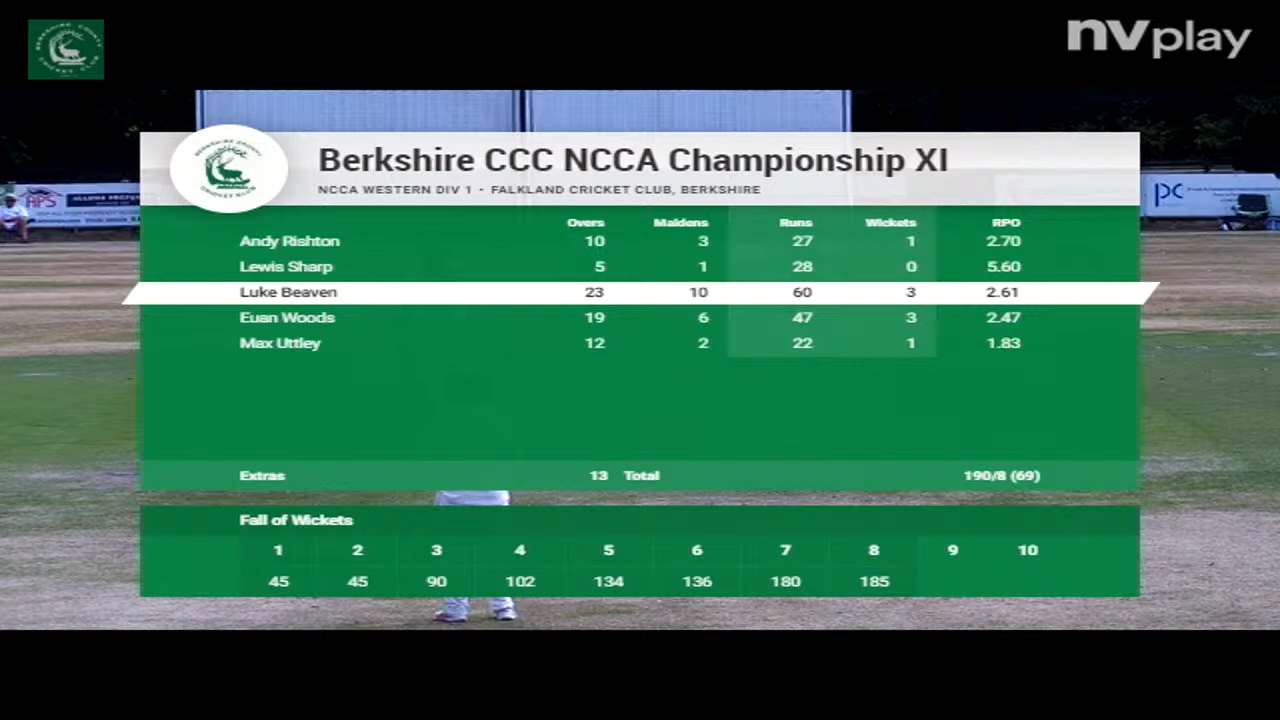 nvplay
Berkshire CCC NCCA Championship XI
NCCA WESTERN DIV 1 · FALKLAND CRICKET CLUB, BERKSHIRE
Overs Maidens Runs Wickets RPO
Andy Rishton 10 3 27 1 2.70
Lewis Sharp 5 1 28 0 5.60
Luke Beaven 23 10 60 3 2.61
Euan Woods 19 6 47 3 2.47
Max Uttley 12 2 22 1 1.83
Extras 13 Total 190/8 (69)
Fall of Wickets
1 2 3 4 5 6 7 8 9 10
45 45 90 102 134 136 180 185